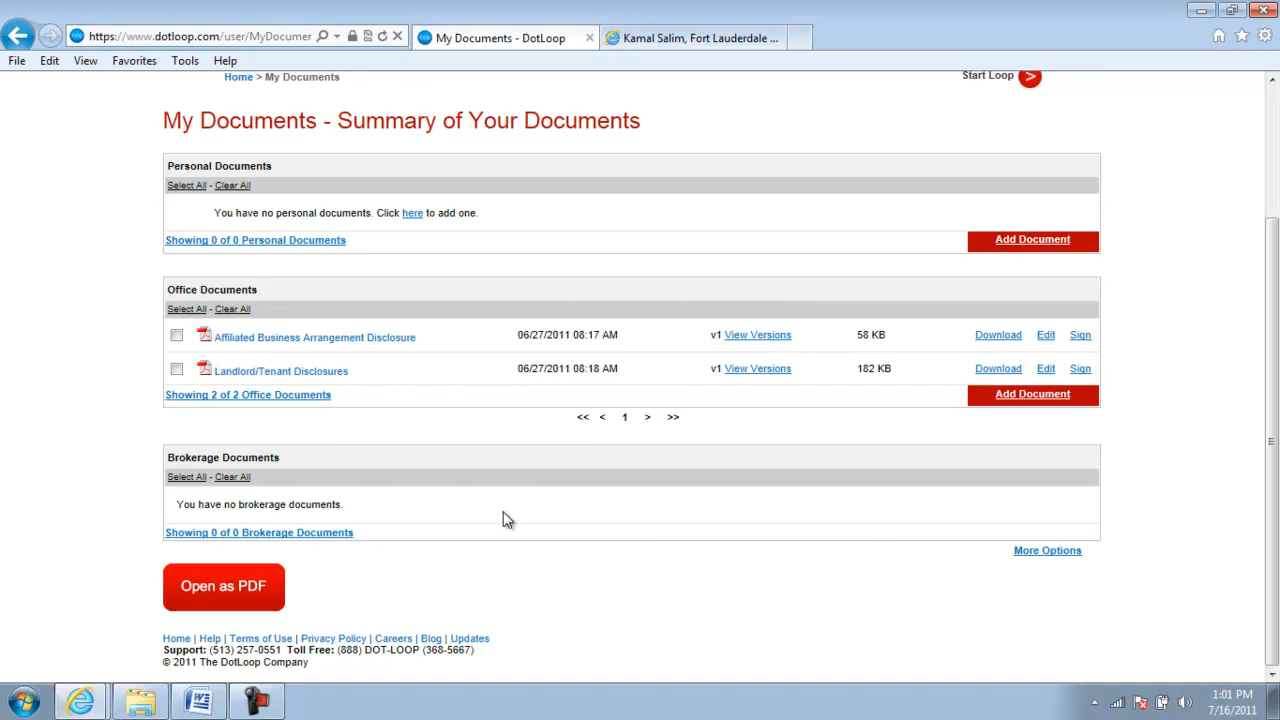 https://www.dotloop.com/user/MyDocumer
My Documents - DotLoop
Kamal Salim, Fort Lauderdale ...
File Edit View Favorites Tools Help
Home > My Documents
Start Loop >
My Documents - Summary of Your Documents
Personal Documents
Select All - Clear All
You have no personal documents. Click here to add one.
Showing 0 of 0 Personal Documents
Add Document
Office Documents
Select All - Clear All
Affiliated Business Arrangement Disclosure 06/27/2011 08:17 AM v1 View Versions 58 KB Download Edit Sign
Landlord/Tenant Disclosures 06/27/2011 08:18 AM v1 View Versions 182 KB Download Edit Sign
Showing 2 of 2 Office Documents
Add Document
<< < 1 > >>
Brokerage Documents
Select All - Clear All
You have no brokerage documents.
Showing 0 of 0 Brokerage Documents
More Options
Open as PDF
Home | Help | Terms of Use | Privacy Policy | Careers | Blog | Updates
Support: (513) 257-0551 Toll Free: (888) DOT-LOOP (368-5667)
© 2011 The DotLoop Company
1:01 PM
7/16/2011